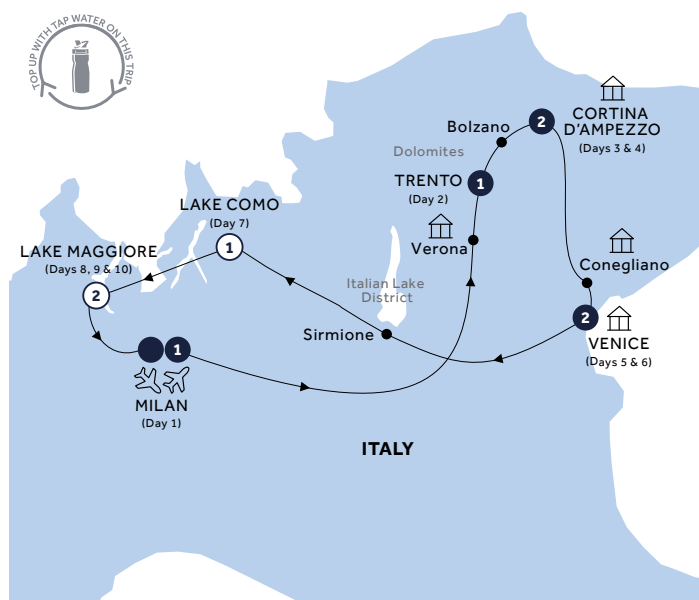 TOP UP WITH TAP WATER ON THIS TRIP
2
CORTINA
D'AMPEZZO
(Days 3 & 4)
Bolzano
Dolomites
TRENTO
1
(Day 2)
LAKE COMO
(Day 7)
1
Verona
LAKE MAGGIORE
(Days 8, 9 & 10)
2
Conegliano
Italian Lake
District
Sirmione
2
VENICE
(Days 5 & 6)
1
MILAN
(Day 1)
ITALY